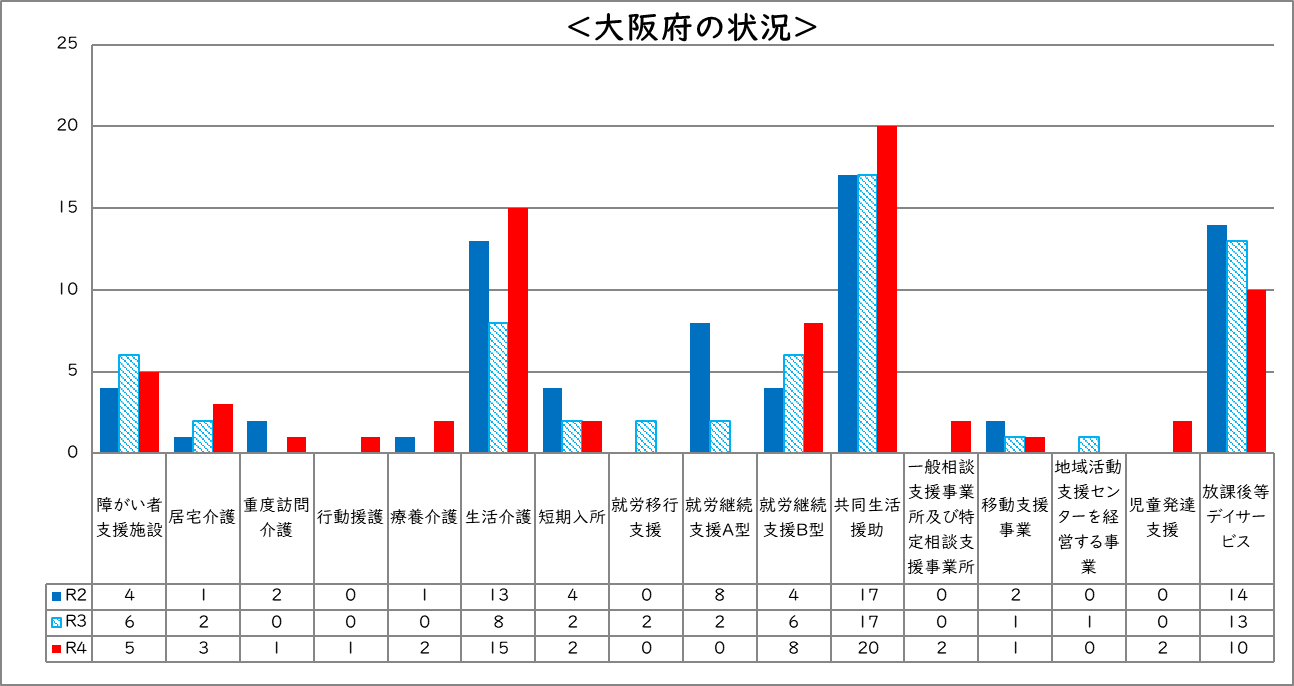 ＜大阪府の状況＞
25
20
15
10
5
0
障がい者
支援施設
居宅介護
重度訪問
介護
行動援護
療養介護
生活介護
短期入所
就労移行
支援
就労継続
支援A型
就労継続
支援B型
共同生活
援助
一般相談
支援事業
所及び特
定相談支
援事業所
移動支援
事業
地域活動
支援セン
ターを経
営する事
業
児童発達
支援
放課後等
デイサー
ビス
R2 4 1 2 0 1 13 4 0 8 4 17 0 2 0 0 14
R3 6 2 0 0 0 8 2 2 2 6 17 0 1 1 0 13
R4 5 3 1 1 2 15 2 0 0 8 20 2 1 0 2 10